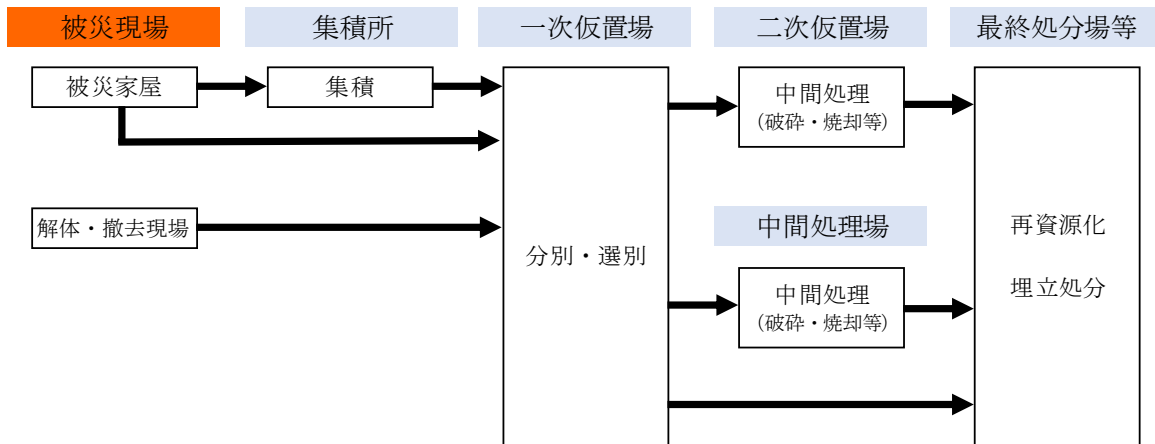 被災現場
集積所
一次仮置場
二次仮置場
最終処分場等
被災家屋
集積
中間処理
(破砕・焼却等)
解体・撤去現場
分別・選別
中間処理場
中間処理
(破砕・焼却等)
再資源化
埋立処分